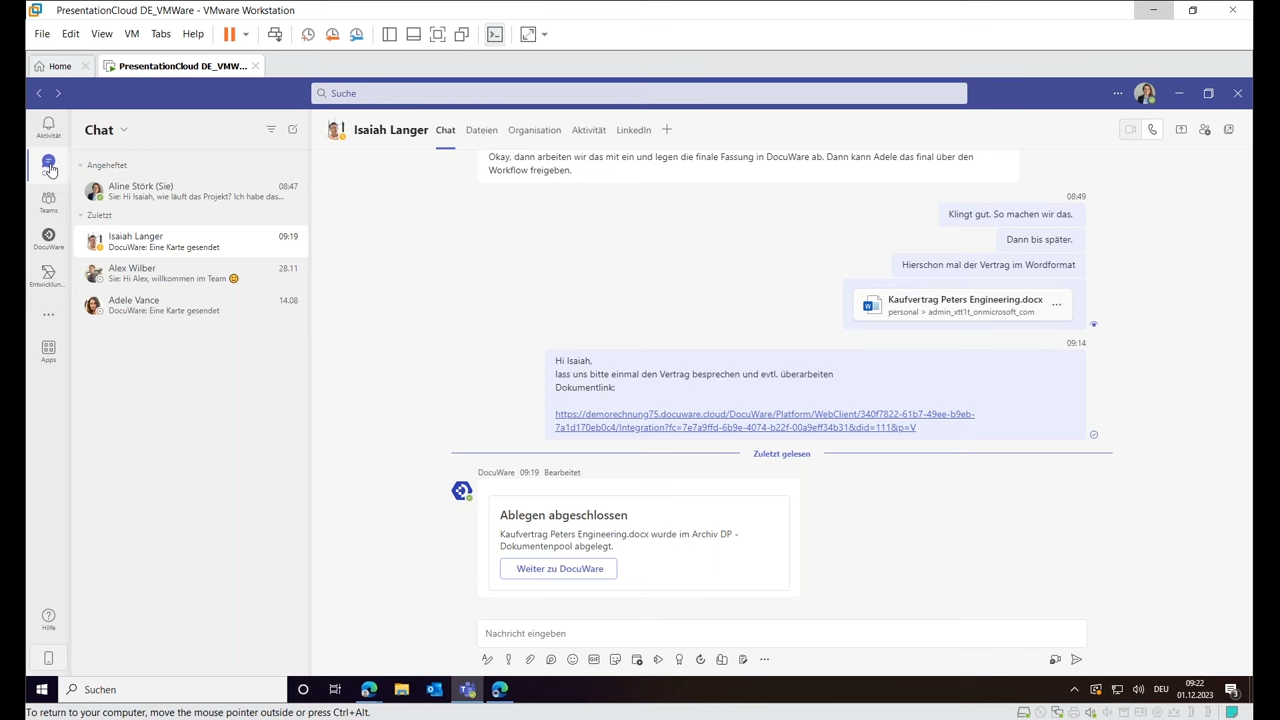 PresentationCloud DE_VMWare - VMware Workstation
File Edit View VM Tabs Help
Home
PresentationCloud DE_VMW...
Suche
Aktivität
Chat
Angeheftet
Aline Störk (Sie) 08:47
Sie: Hi Isaiah, wie läuft das Projekt? Ich habe das...
Zuletzt
Isaiah Langer 09:19
DocuWare: Eine Karte gesendet
Alex Wilber 28.11
Sie: Hi Alex, willkommen im Team
Adele Vance 14.08
DocuWare: Eine Karte gesendet
Teams
DocuWare
Entwicklun...
Apps
Hilfe
Isaiah Langer Chat Dateien Organisation Aktivität LinkedIn
Okay, dann arbeiten wir das mit ein und legen die finale Fassung in DocuWare ab. Dann kann Adele das final über den
Workflow freigeben.
08:49
Klingt gut. So machen wir das.
Dann bis später.
Hierschon mal der Vertrag im Wordformat
Kaufvertrag Peters Engineering.docx
personal > admin_xtt1t_onmicrosoft_com
09:14
Hi Isaiah,
lass uns bitte einmal den Vertrag besprechen und evtl. überarbeiten
Dokumentlink:
https://demorechnung75.docuware.cloud/DocuWare/Platform/WebClient/340f7822-61b7-49ee-b9eb-
7a1d170eb0c4/Integration?fc=7e7a9ffd-6b9e-4074-b22f-00a9eff34b31&did=111&p=V
Zuletzt gelesen
DocuWare 09:19 Bearbeitet
Ablegen abgeschlossen
Kaufvertrag Peters Engineering.docx wurde im Archiv DP -
Dokumentenpool abgelegt.
Weiter zu DocuWare
Nachricht eingeben
GIF
Suchen
DEU
09:22
01.12.2023
3
To return to your computer, move the mouse pointer outside or press Ctrl+Alt.